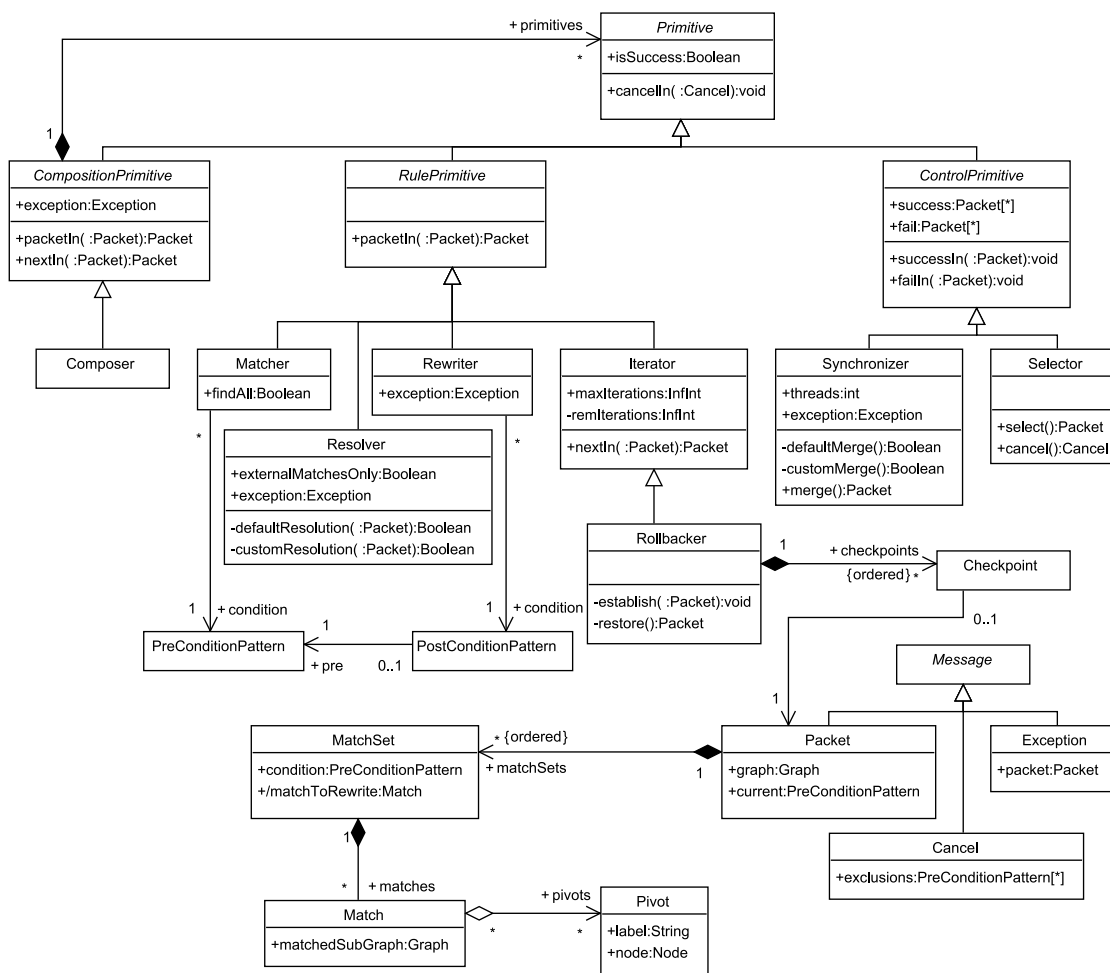 + primitives
*
1
Primitive
+isSuccess:Boolean
+cancelIn( :Cancel):void
CompositionPrimitive
+exception:Exception
+packetIn( :Packet):Packet
+nextIn( :Packet):Packet
RulePrimitive
+packetIn( :Packet):Packet
ControlPrimitive
+success:Packet[*]
+fail:Packet[*]
+successIn( :Packet):void
+failIn( :Packet):void
Composer
Matcher
+findAll:Boolean
*
Rewriter
+exception:Exception
*
Iterator
+maxIterations:InfInt
-remIterations:InfInt
+nextIn( :Packet):Packet
Synchronizer
+threads:int
+exception:Exception
-defaultMerge():Boolean
-customMerge():Boolean
+merge():Packet
Selector
+select():Packet
+cancel():Cancel
Resolver
+externalMatchesOnly:Boolean
+exception:Exception
-defaultResolution( :Packet):Boolean
-customResolution( :Packet):Boolean
Rollbacker
-establish( :Packet):void
-restore():Packet
1
+ checkpoints
{ordered} *
Checkpoint
0..1
1
1
+ condition
1
+ condition
PreConditionPattern
1
+ pre
0..1
PostConditionPattern
Message
MatchSet
+condition:PreConditionPattern
+/matchToRewrite:Match
* {ordered}
+ matchSets
1
Packet
+graph:Graph
+current:PreConditionPattern
Exception
+packet:Packet
Cancel
+exclusions:PreConditionPattern[*]
1
* + matches
Match
+matchedSubGraph:Graph
*
+ pivots
*
Pivot
+label:String
+node:Node